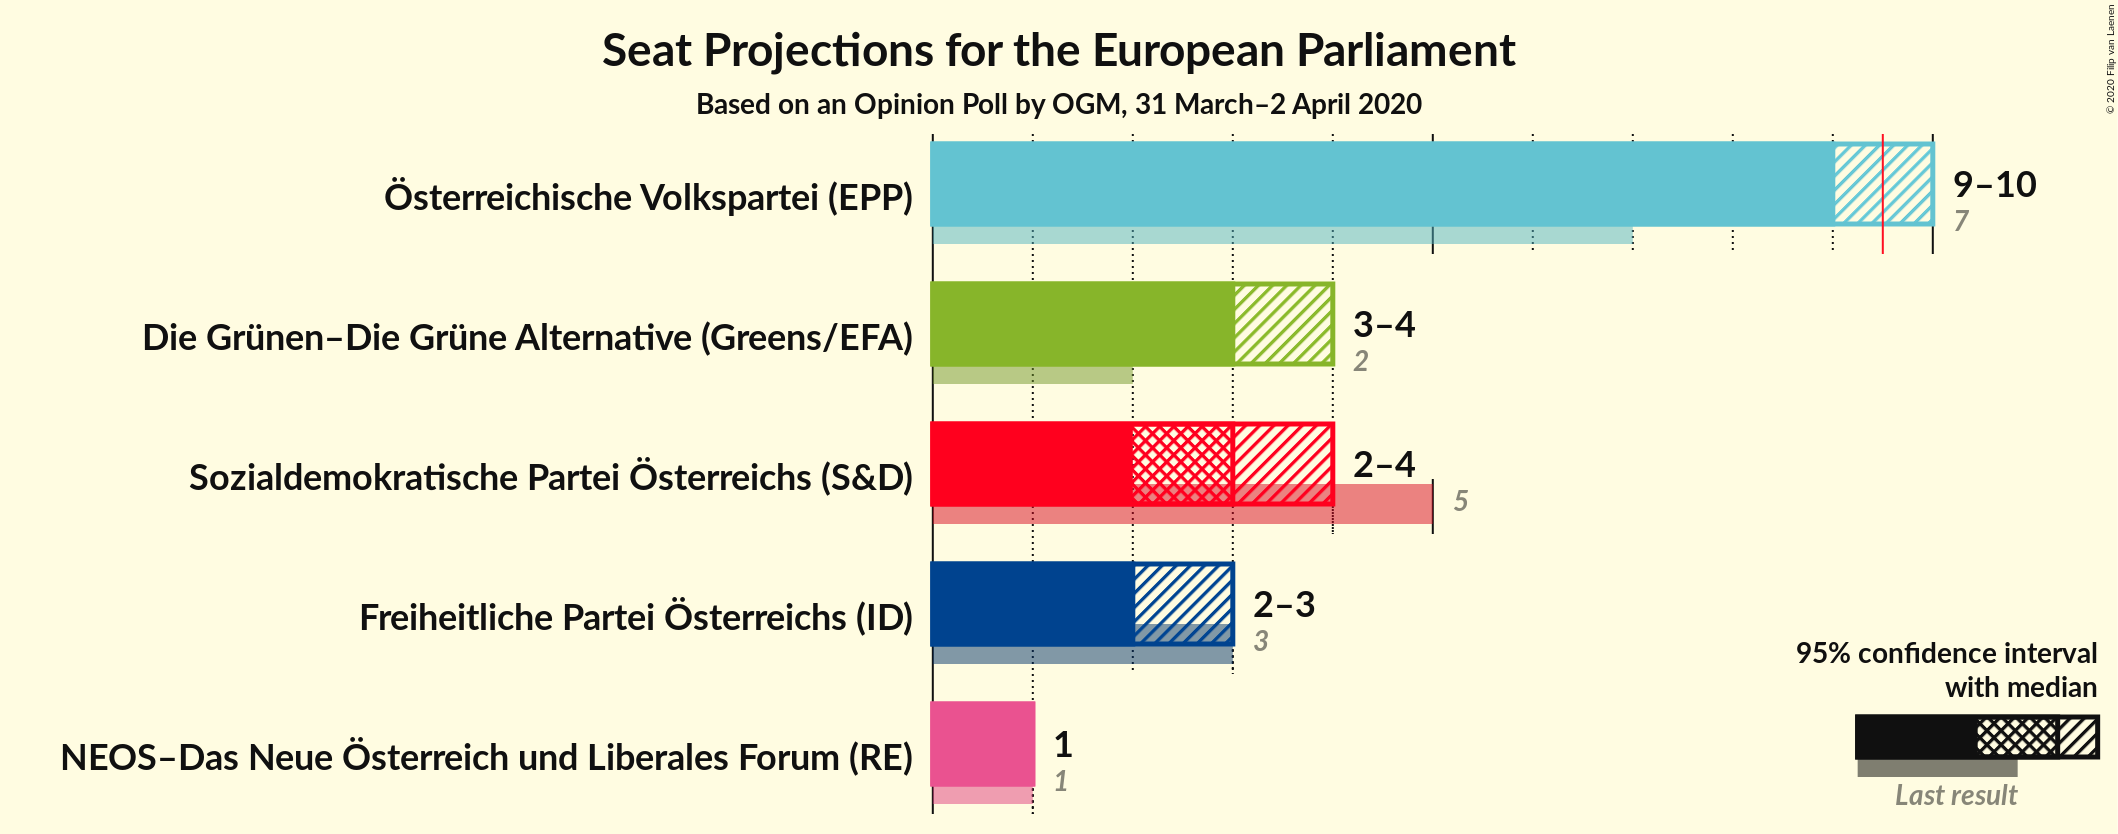 Seat Projections for the European Parliament
Based on an Opinion Poll by OGM, 31 March–2 April 2020
© 2020 Filip van Laenen
Österreichische Volkspartei (EPP)
9–10
7
Die Grünen–Die Grüne Alternative (Greens/EFA)
3–4
2
Sozialdemokratische Partei Österreichs (S&D)
2–4
5
Freiheitliche Partei Österreichs (ID)
2–3
3
NEOS–Das Neue Österreich und Liberales Forum (RE)
1
1
95% confidence interval
with median
Last result